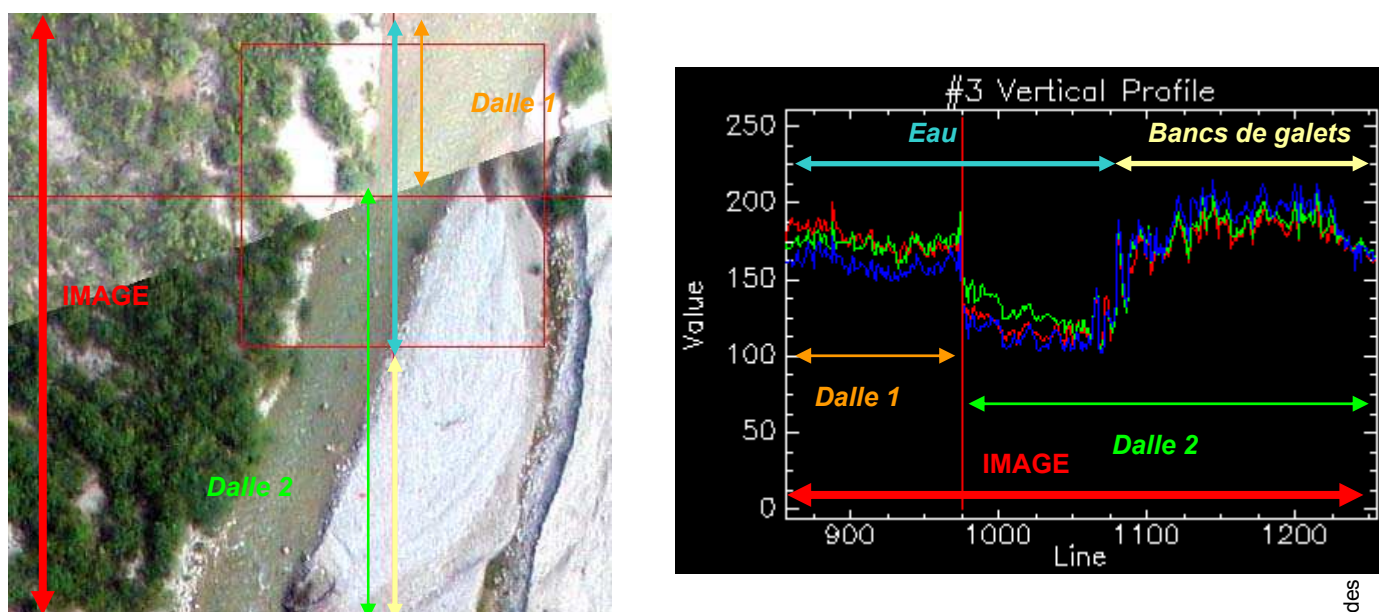 Dalle 1
IMAGE
Dalle 2
#3 Vertical Profile
Value
250
200
150
100
50
0
Eau
Bancs de galets
Dalle 1
Dalle 2
IMAGE
900
1000
1100
1200
Line
des